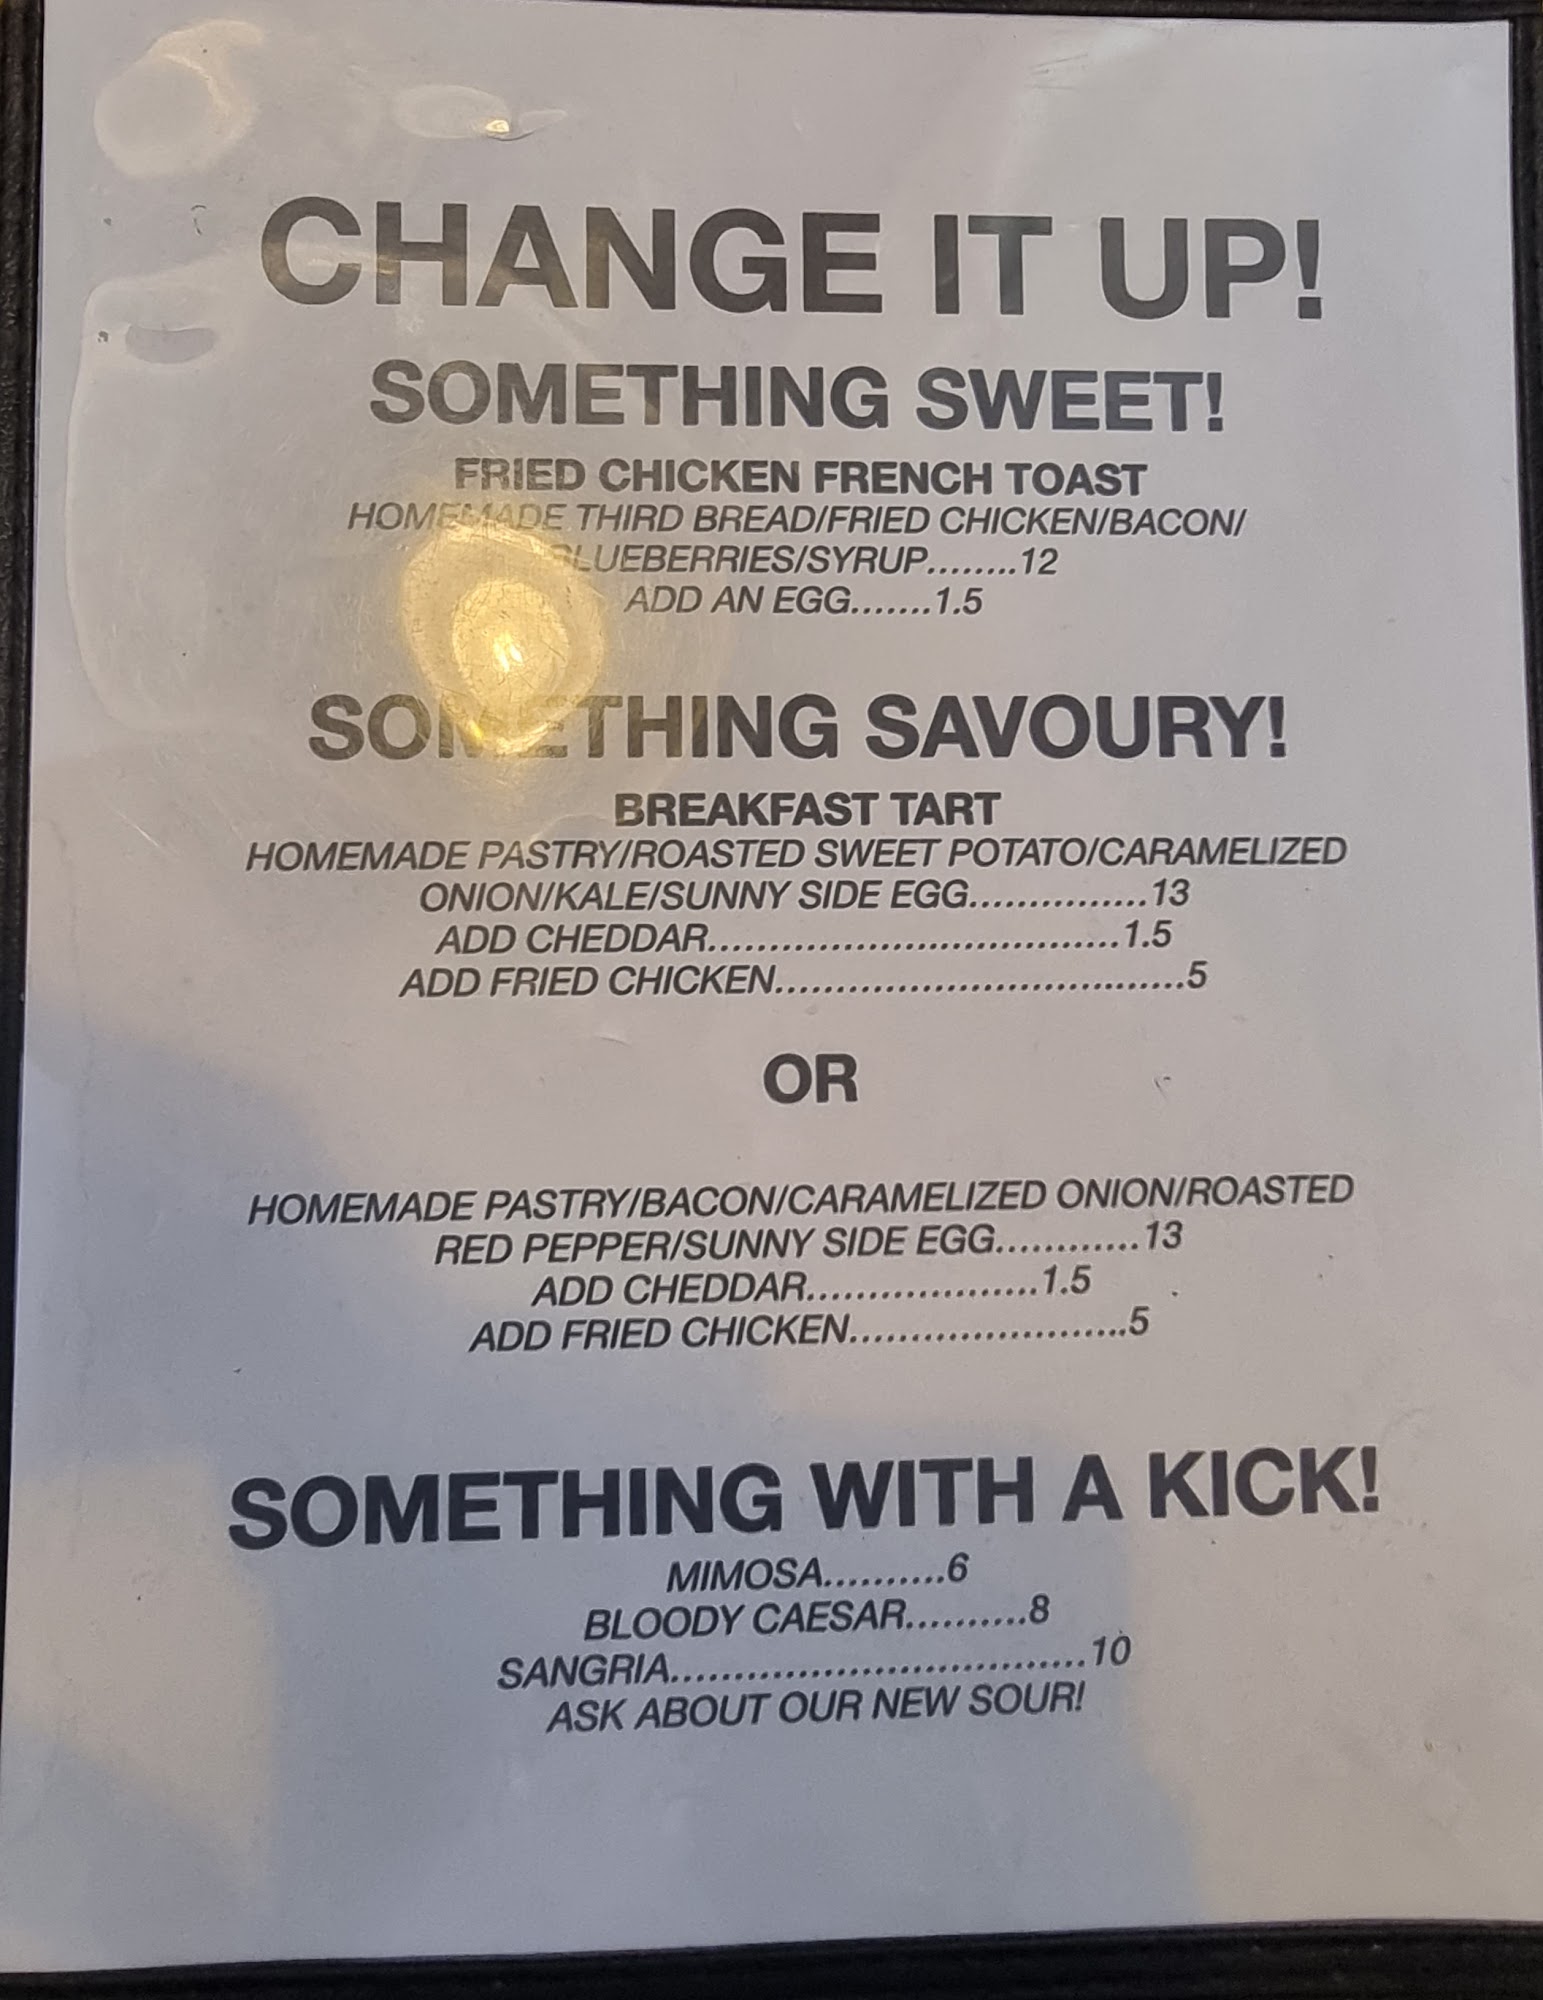 CHANGE IT UP!
SOMETHING SWEET!
FRIED CHICKEN FRENCH TOAST
HOMEMADE THIRD BREAD/FRIED CHICKEN/BACON/
BLUEBERRIES/SYRUP........12
ADD AN EGG.......1.5
SOMETHING SAVOURY!
BREAKFAST TART
HOMEMADE PASTRY/ROASTED SWEET POTATO/CARAMELIZED
ONION/KALE/SUNNY SIDE EGG...............13
ADD CHEDDAR..................................1.5
ADD FRIED CHICKEN..................................5
OR
HOMEMADE PASTRY/BACON/CARAMELIZED ONION/ROASTED
RED PEPPER/SUNNY SIDE EGG............13
ADD CHEDDAR...................1.5
ADD FRIED CHICKEN.......................5
SOMETHING WITH A KICK!
MIMOSA..........6
BLOODY CAESAR..........8
SANGRIA..................................10
ASK ABOUT OUR NEW SOUR!